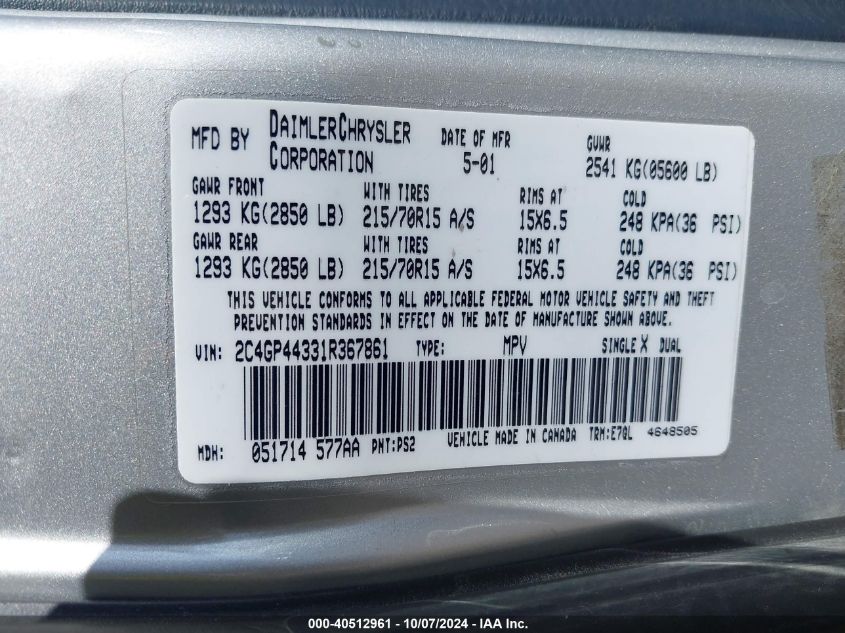 MFD BY DAIMLERCHRYSLER CORPORATION DATE OF MFR 5-01 GVWR 2541 KG(05600 LB)
GAWR FRONT WITH TIRES RIMS AT COLD
1293 KG(2850 LB) 215/70R15 A/S 15X6.5 248 KPA(36 PSI)
GAWR REAR WITH TIRES RIMS AT COLD
1293 KG(2850 LB) 215/70R15 A/S 15X6.5 248 KPA(36 PSI)
THIS VEHICLE CONFORMS TO ALL APPLICABLE FEDERAL MOTOR VEHICLE SAFETY AND THEFT
PREVENTION STANDARDS IN EFFECT ON THE DATE OF MANUFACTURE SHOWN ABOVE.
VIN: 2C4GP44331R367861 TYPE: MPV SINGLE X DUAL
MDH: 051714 577AA PNT:PS2 VEHICLE MADE IN CANADA TRM:E7QL 4648505
000-40512961 - 10/07/2024 - IAAI Inc.